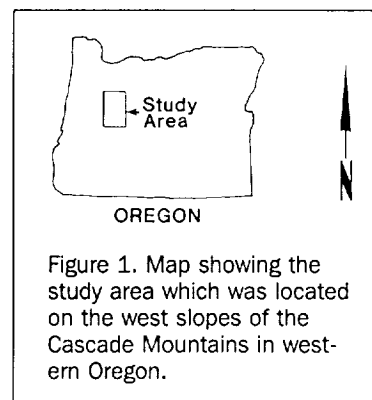 Study
Area
N
OREGON
Figure 1. Map showing the
study area which was located
on the west slopes of the
Cascade Mountains in west-
ern Oregon.